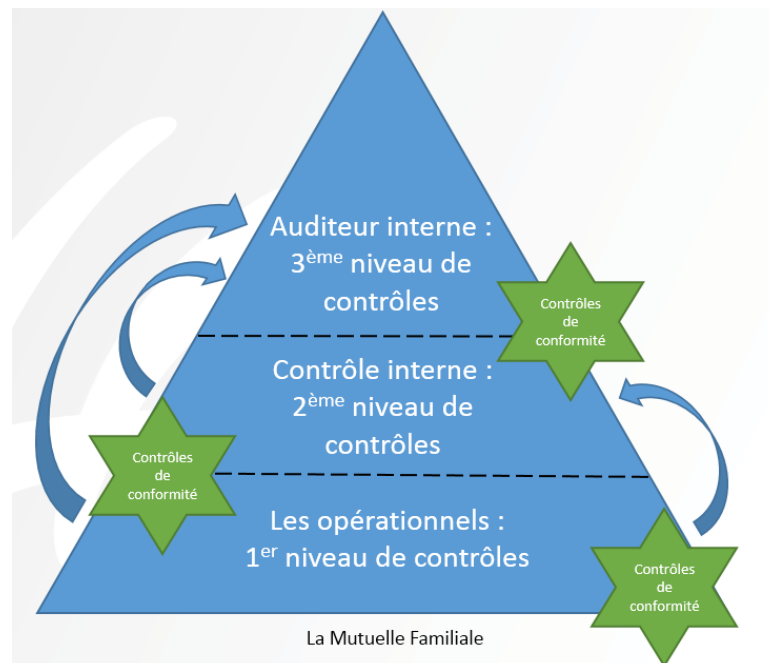 Auditeur interne :
3ème niveau de
contrôles
Contrôles
de
conformité
Contrôle interne :
2ème niveau de
contrôles
Contrôles
de
conformité
Les opérationnels :
1er niveau de contrôles
Contrôles
de
conformité
La Mutuelle Familiale